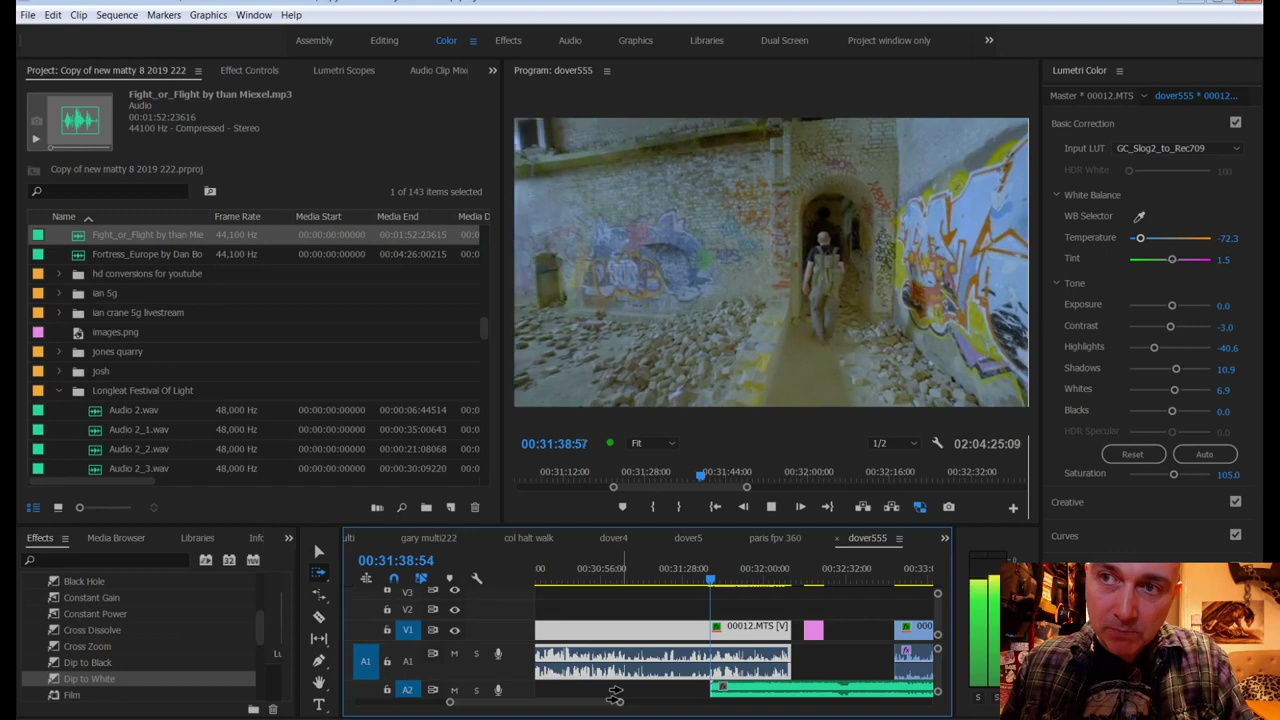 File Edit Clip Sequence Markers Graphics Window Help
Assembly Editing Color Effects Audio Graphics Libraries Dual Screen Project window only
Project: Copy of new matty 8 2019 222 Effect Controls Lumetri Scopes Audio Clip Mix
Fight_or_Flight by than Miexel.mp3
Audio
00:01:52:23616
44100 Hz - Compressed - Stereo
Copy of new matty 8 2019 222.prproj
1 of 143 items selected
Name Frame Rate Media Start Media End Media D
Fight_or_Flight by than Mie 44,100 Hz 00:00:00:00000 00:01:52:23615 00:0
Fortress_Europe by Dan Bo 44,100 Hz 00:00:00:00000 00:04:26:00215 00:0
hd conversions for youtube
ian 5g
ian crane 5g livestream
images.png
jones quarry
josh
Longleat Festival Of Light
Audio 2.wav 48,000 Hz 00:00:00:00000 00:00:06:44514 00:0
Audio 2_1.wav 48,000 Hz 00:00:00:00000 00:00:35:00643 00:0
Audio 2_2.wav 48,000 Hz 00:00:00:00000 00:00:21:08068 00:0
Audio 2_3.wav 48,000 Hz 00:00:00:00000 00:00:30:09220 00:0
Program: dover555
00:31:38:57 Fit 1/2 02:04:25:09
00:31:12:00 00:31:28:00 00:31:44:00 00:32:00:00 00:32:16:00 00:32:32:00
Lumetri Color
Master * 00012.MTS dover555 * 00012...
Basic Correction
Input LUT GC_Slog2_to_Rec709
HDR White 100
White Balance
WB Selector
Temperature -72.3
Tint 1.5
Tone
Exposure 0.0
Contrast -3.0
Highlights -40.6
Shadows 10.9
Whites 6.9
Blacks 0.0
HDR Specular 0.0
Reset Auto
Saturation 105.0
Creative
Curves
Effects Media Browser Libraries Info
32
Black Hole
Constant Gain
Constant Power
Cross Dissolve
Cross Zoom
Dip to Black
Dip to White
Film
Lu
multi gary multi222 col halt walk dover4 dover5 paris fpv 360 dover555
00:31:38:54
:00 00:30:56:00 00:31:28:00 00:32:00:00 00:32:32:00 00:33:0
V3
V2
V1 V1 00012.MTS [V] 000
A1 A1 M S
A2 M S
S